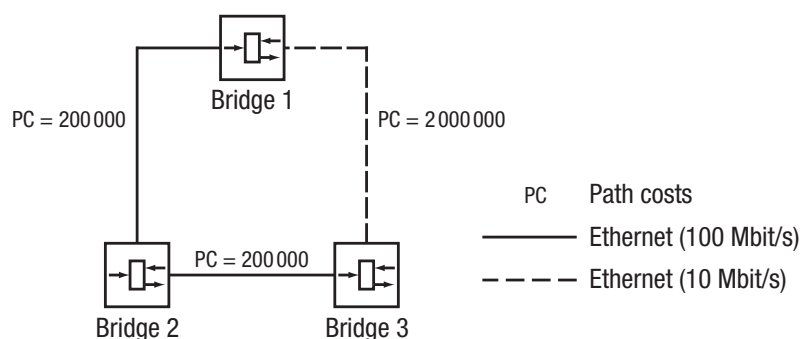 Bridge 1
PC = 200 000
PC = 2 000 000
PC Path costs
Ethernet (100 Mbit/s)
PC = 200 000
Ethernet (10 Mbit/s)
Bridge 2
Bridge 3